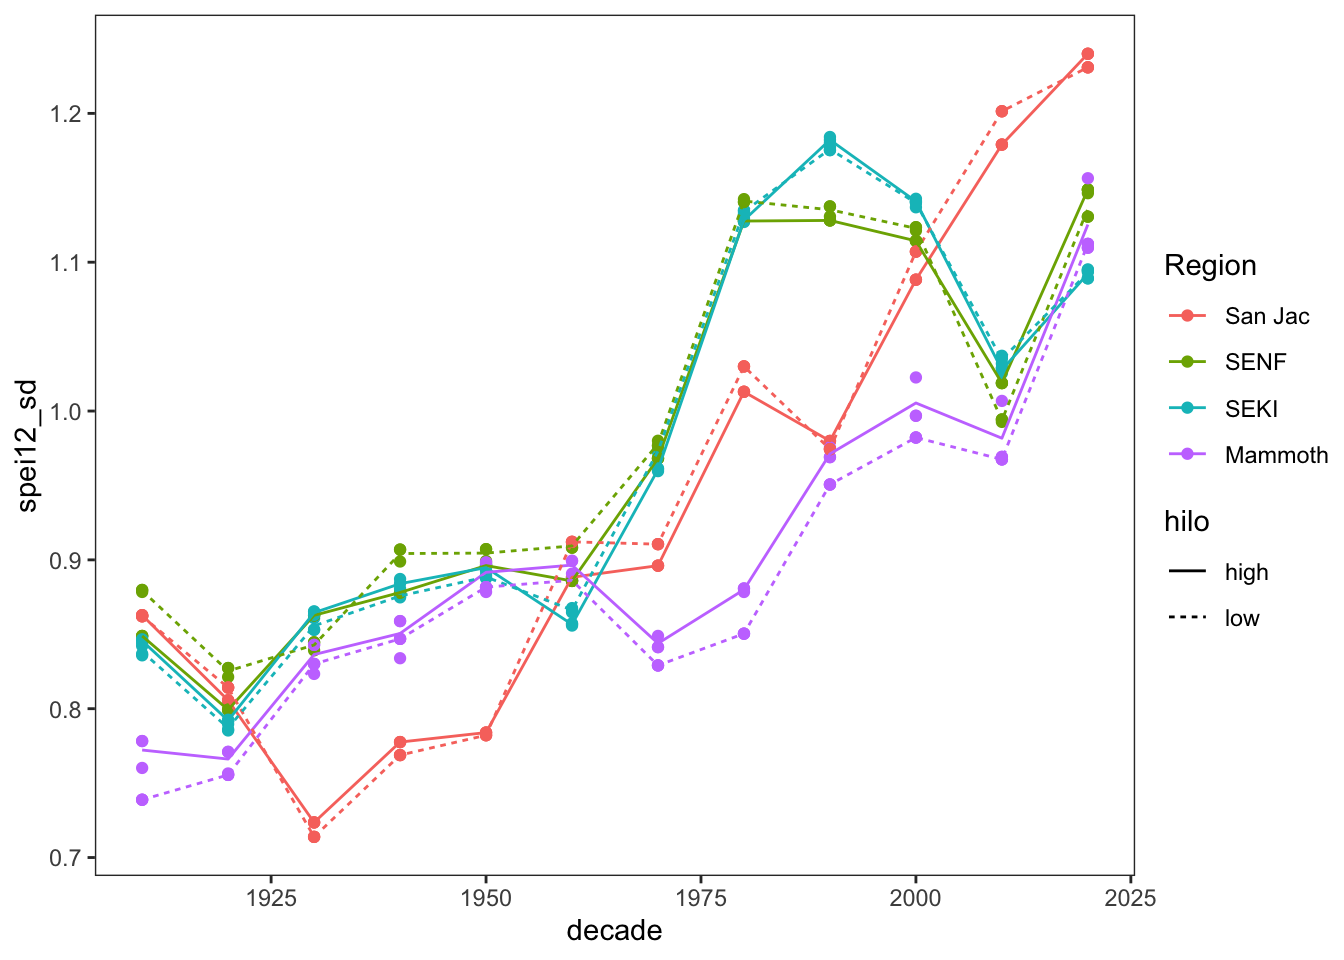 1.2
1.1
1.0
0.9
0.8
0.7
spei12_sd
1925
1950
1975
2000
2025
decade
Region
San Jac
SENF
SEKI
Mammoth
hilo
high
low